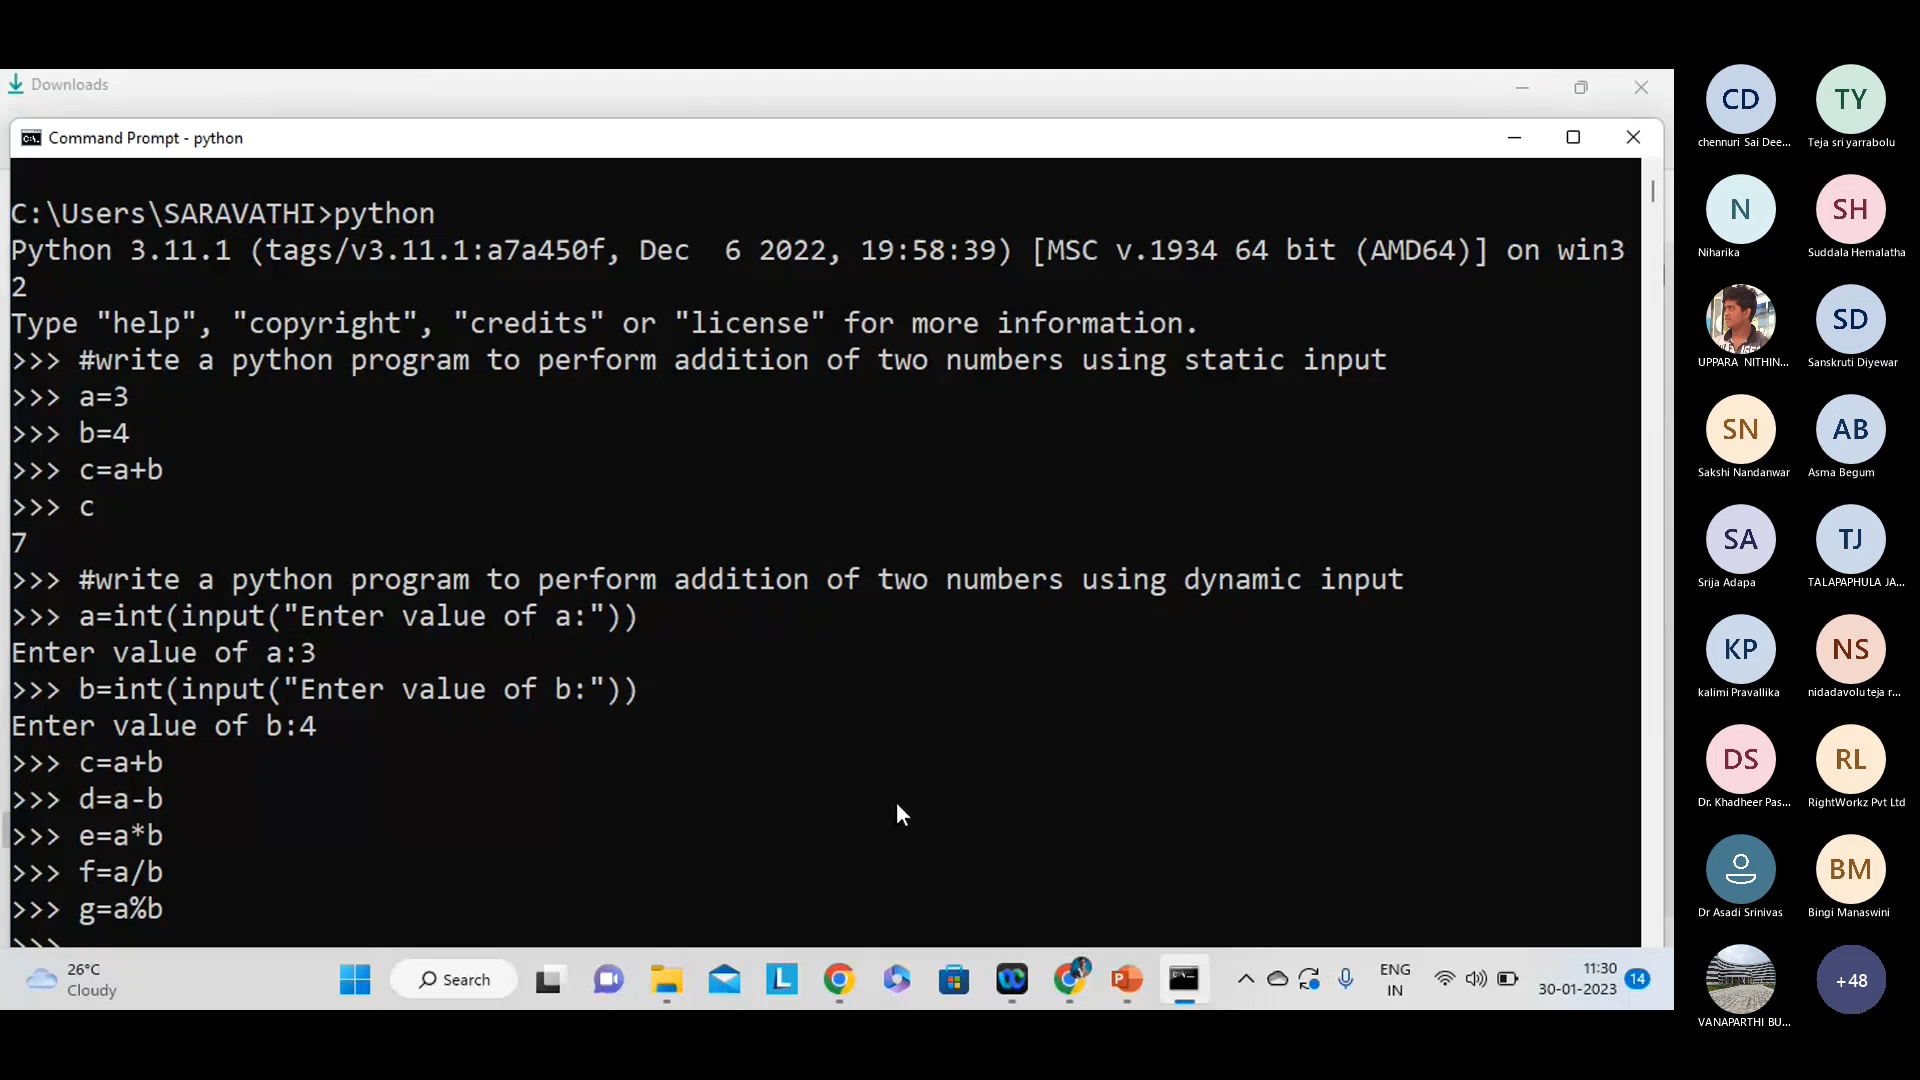 Downloads
Command Prompt - python
C:\Users\SARAVATHI>python
Python 3.11.1 (tags/v3.11.1:a7a450f, Dec  6 2022, 19:58:39) [MSC v.1934 64 bit (AMD64)] on win3
2
Type "help", "copyright", "credits" or "license" for more information.
>>> #write a python program to perform addition of two numbers using static input
>>> a=3
>>> b=4
>>> c=a+b
>>> c
7
>>> #write a python program to perform addition of two numbers using dynamic input
>>> a=int(input("Enter value of a:"))
Enter value of a:3
>>> b=int(input("Enter value of b:"))
Enter value of b:4
>>> c=a+b
>>> d=a-b
>>> e=a*b
>>> f=a/b
>>> g=a%b
>>>
26°C
Cloudy
Search
L
ENG
IN
11:30
30-01-2023
14
CD TY
chennuri Sai Dee... Teja sri yarrabolu
N SH
Niharika Suddala Hemalatha
SD
UPPARA NITHIN... Sanskruti Diyewar
SN AB
Sakshi Nandanwar Asma Begum
SA TJ
Srija Adapa TALAPAPHULA JA...
KP NS
kalimi Pravallika nidadavolu teja r...
DS RL
Dr. Khadheer Pas... RightWorkz Pvt Ltd
BM
Dr Asadi Srinivas Bingi Manaswini
+48
VANAPARTHI BU...